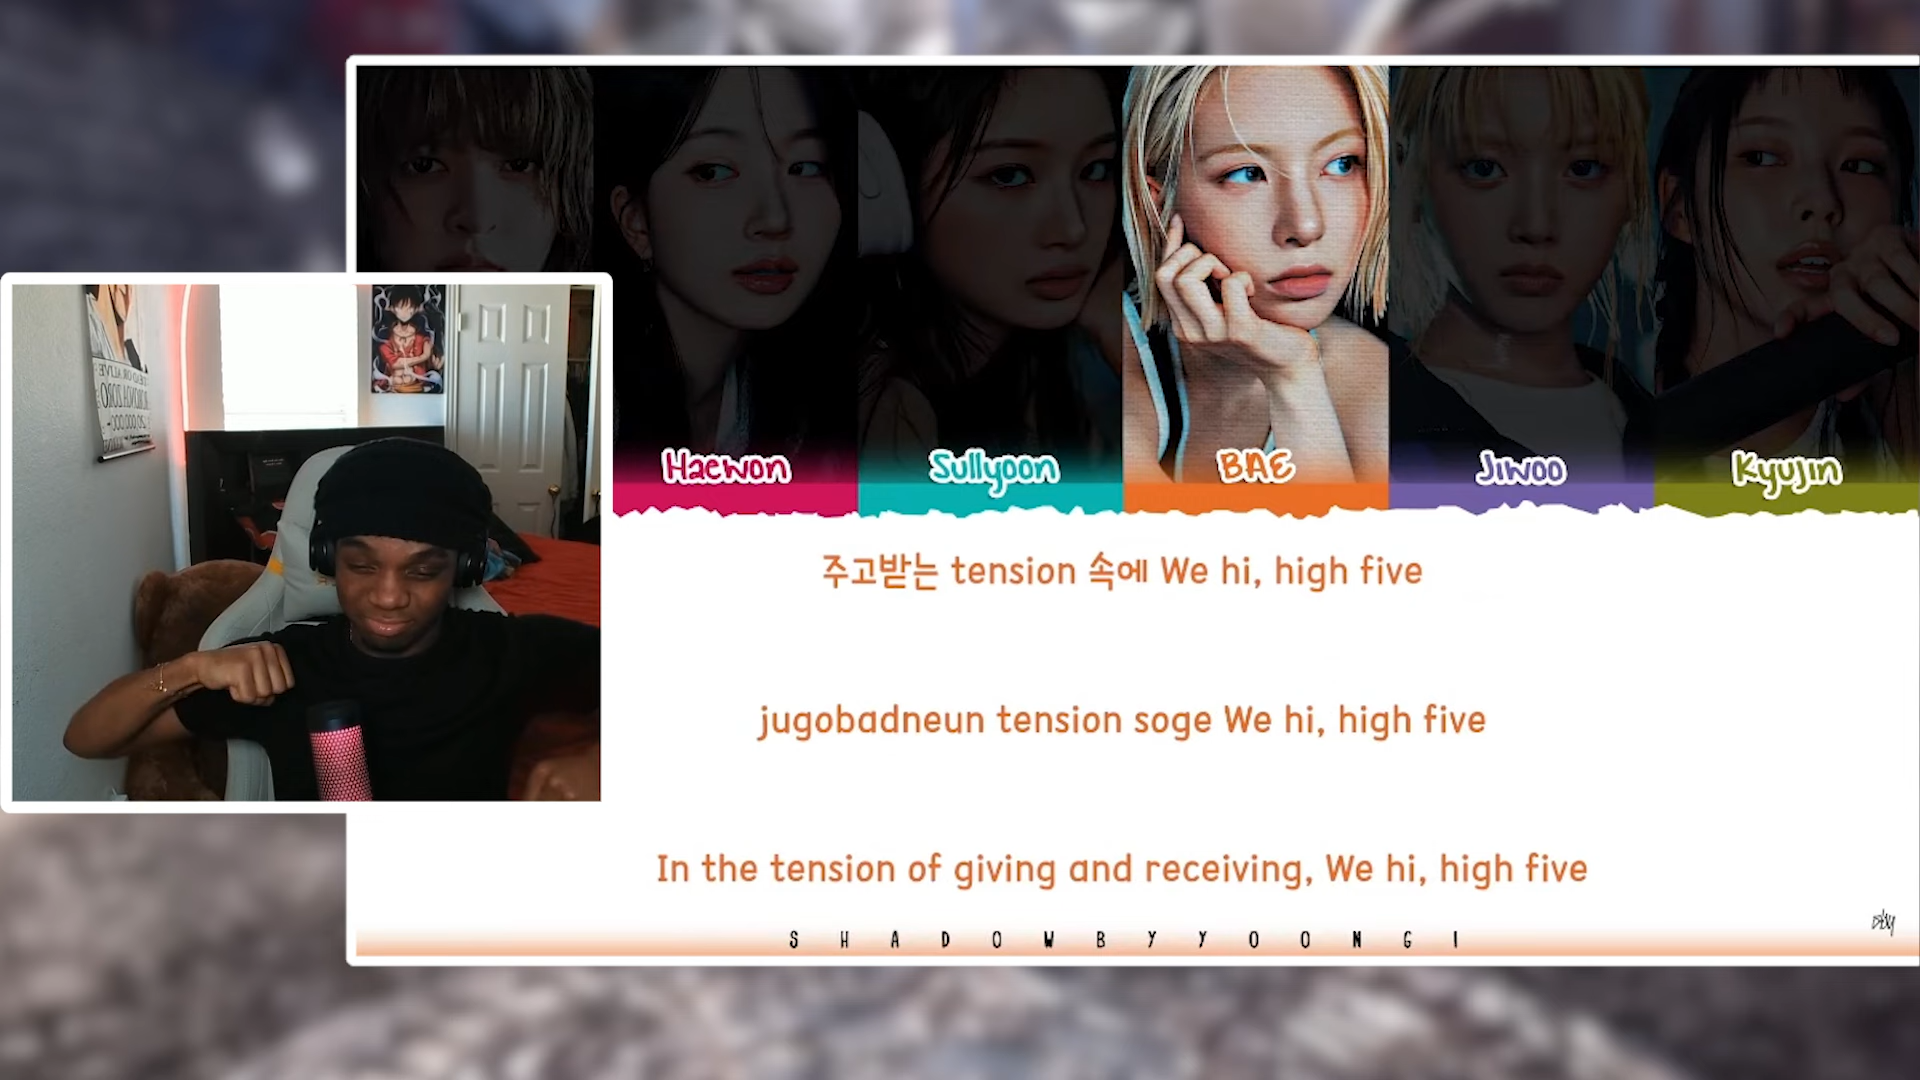 Haewon
Sullyoon
BAE
Jiwoo
Kyujin
주고받는 tension 속에 We hi, high five
jugobadneun tension soge We hi, high five
In the tension of giving and receiving, We hi, high five
SHADOWBYYOONGI
sby